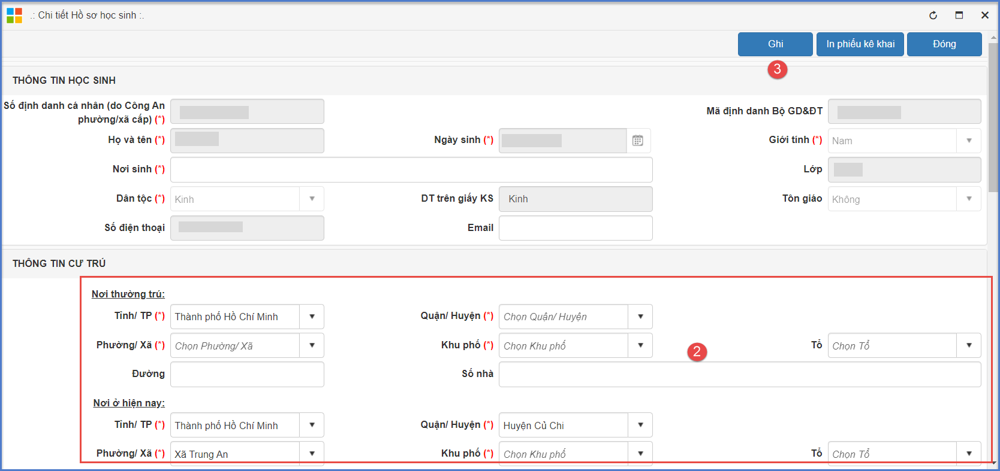 .: Chi tiết Hồ sơ học sinh :.
Ghi
In phiếu kê khai
Đóng
3
THÔNG TIN HỌC SINH
Số định danh cá nhân (do Công An
phường/xã cấp) (*)
Mã định danh Bộ GD&ĐT
Họ và tên (*)
Ngày sinh (*)
Giới tính (*) Nam
Nơi sinh (*)
Lớp
Dân tộc (*) Kinh
DT trên giấy KS Kinh
Tôn giáo Không
Số điện thoại
Email
THÔNG TIN CƯ TRÚ
Nơi thường trú:
Tỉnh/ TP (*) Thành phố Hồ Chí Minh
Quận/ Huyện (*) Chọn Quận/ Huyện
Phường/ Xã (*) Chọn Phường/ Xã
Khu phố (*) Chọn Khu phố
2
Tổ Chọn Tổ
Đường
Số nhà
Nơi ở hiện nay:
Tỉnh/ TP (*) Thành phố Hồ Chí Minh
Quận/ Huyện (*) Huyện Củ Chi
Phường/ Xã (*) Xã Trung An
Khu phố (*) Chọn Khu phố
Tổ Chọn Tổ